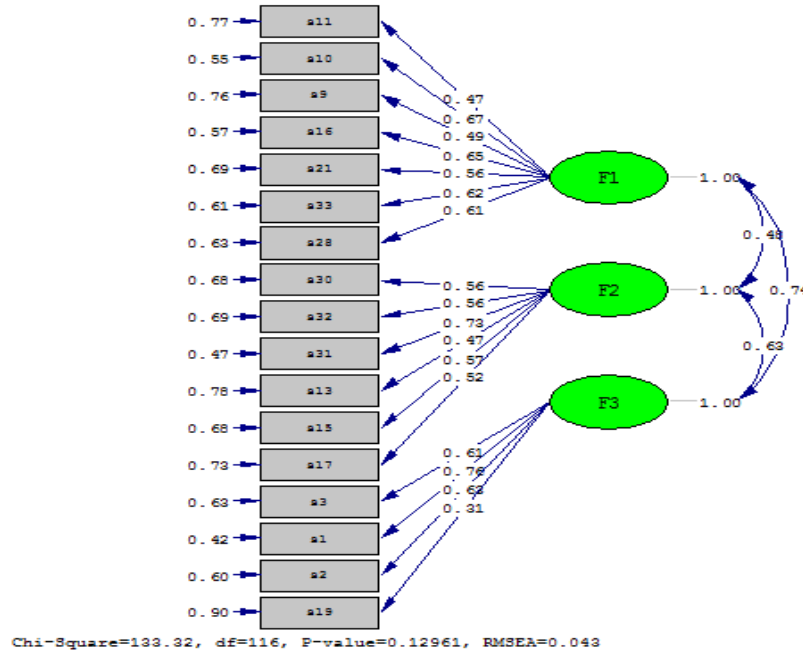 0.77 a11
0.55 a10
0.76 a9
0.57 a16
0.69 a21
0.61 a33
0.63 a28
0.68 a30
0.69 a32
0.47 a31
0.78 a13
0.68 a15
0.73 a17
0.63 a3
0.42 a1
0.60 a2
0.90 a19
0.47
0.67
0.49
0.65
0.56
0.62
0.61
0.56
0.56
0.73
0.47
0.57
0.52
0.61
0.76
0.63
0.31
F1 1.00
F2 1.00
F3 1.00
0.48
0.74
0.63
Chi-Square=133.32, df=116, P-value=0.12961, RMSEA=0.043